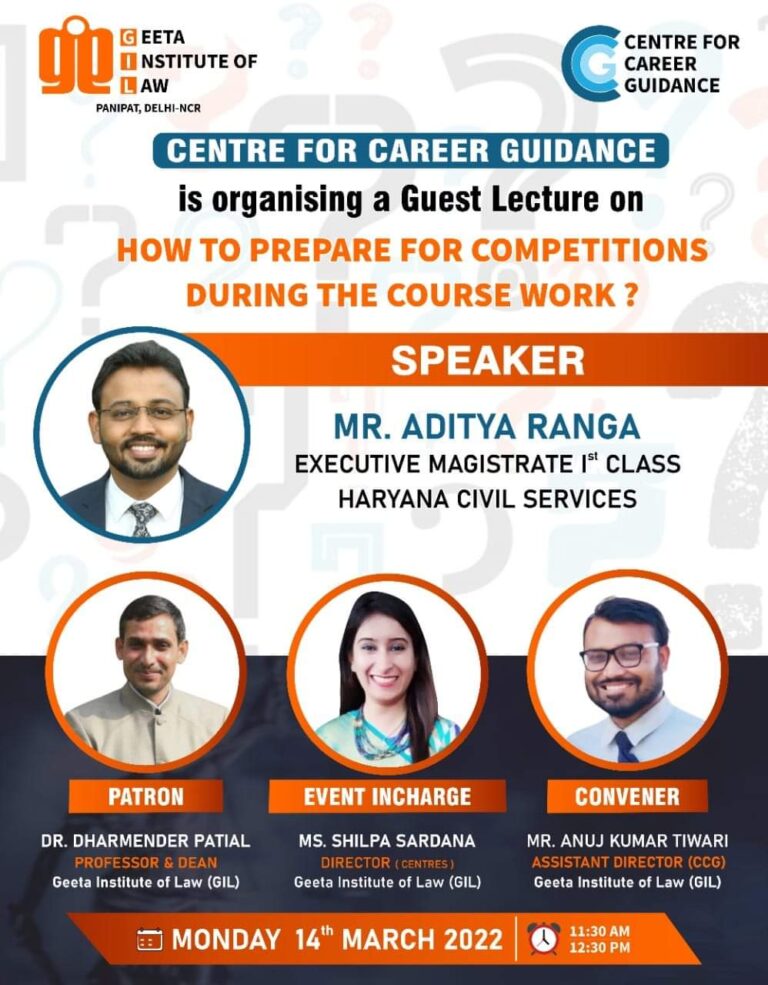 GEETA
INSTITUTE OF
LAW
PANIPAT, DELHI-NCR
CENTRE FOR
CAREER
GUIDANCE
CENTRE FOR CAREER GUIDANCE
is organising a Guest Lecture on
HOW TO PREPARE FOR COMPETITIONS
DURING THE COURSE WORK ?
SPEAKER
MR. ADITYA RANGA
EXECUTIVE MAGISTRATE Ist CLASS
HARYANA CIVIL SERVICES
PATRON
DR. DHARMENDER PATIAL
PROFESSOR & DEAN
Geeta Institute of Law (GIL)
EVENT INCHARGE
MS. SHILPA SARDANA
DIRECTOR ( CENTRES )
Geeta Institute of Law (GIL)
CONVENER
MR. ANUJ KUMAR TIWARI
ASSISTANT DIRECTOR (CCG)
Geeta Institute of Law (GIL)
MONDAY 14th MARCH 2022
11:30 AM
12:30 PM